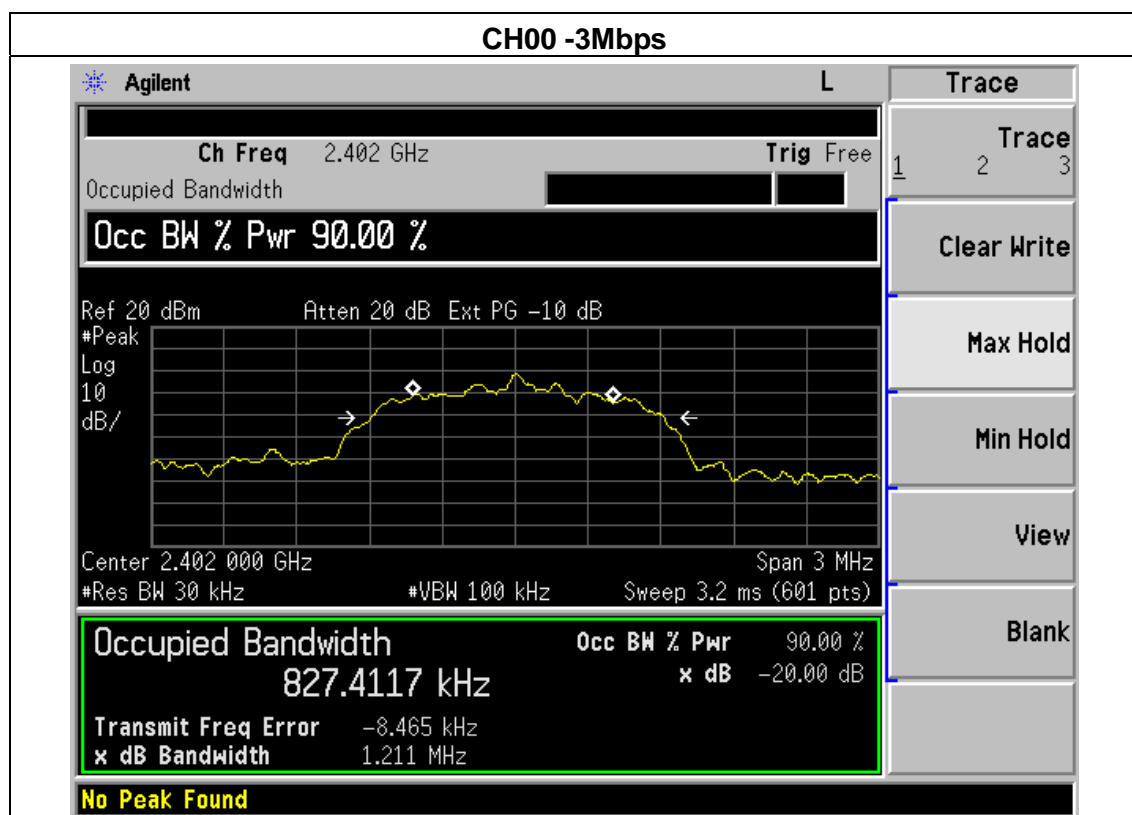 CH00 -3Mbps
Agilent L Trace
Ch Freq 2.402 GHz Trig Free
Trace
1 2 3
Occupied Bandwidth
Occ BW % Pwr 90.00 %
Clear Write
Ref 20 dBm Atten 20 dB Ext PG -10 dB
#Peak
Log
10
dB/
Max Hold
Min Hold
View
Center 2.402 000 GHz Span 3 MHz
#Res BW 30 kHz #VBW 100 kHz Sweep 3.2 ms (601 pts)
Blank
Occupied Bandwidth Occ BW % Pwr 90.00 %
827.4117 kHz x dB -20.00 dB
Transmit Freq Error -8.465 kHz
x dB Bandwidth 1.211 MHz
No Peak Found